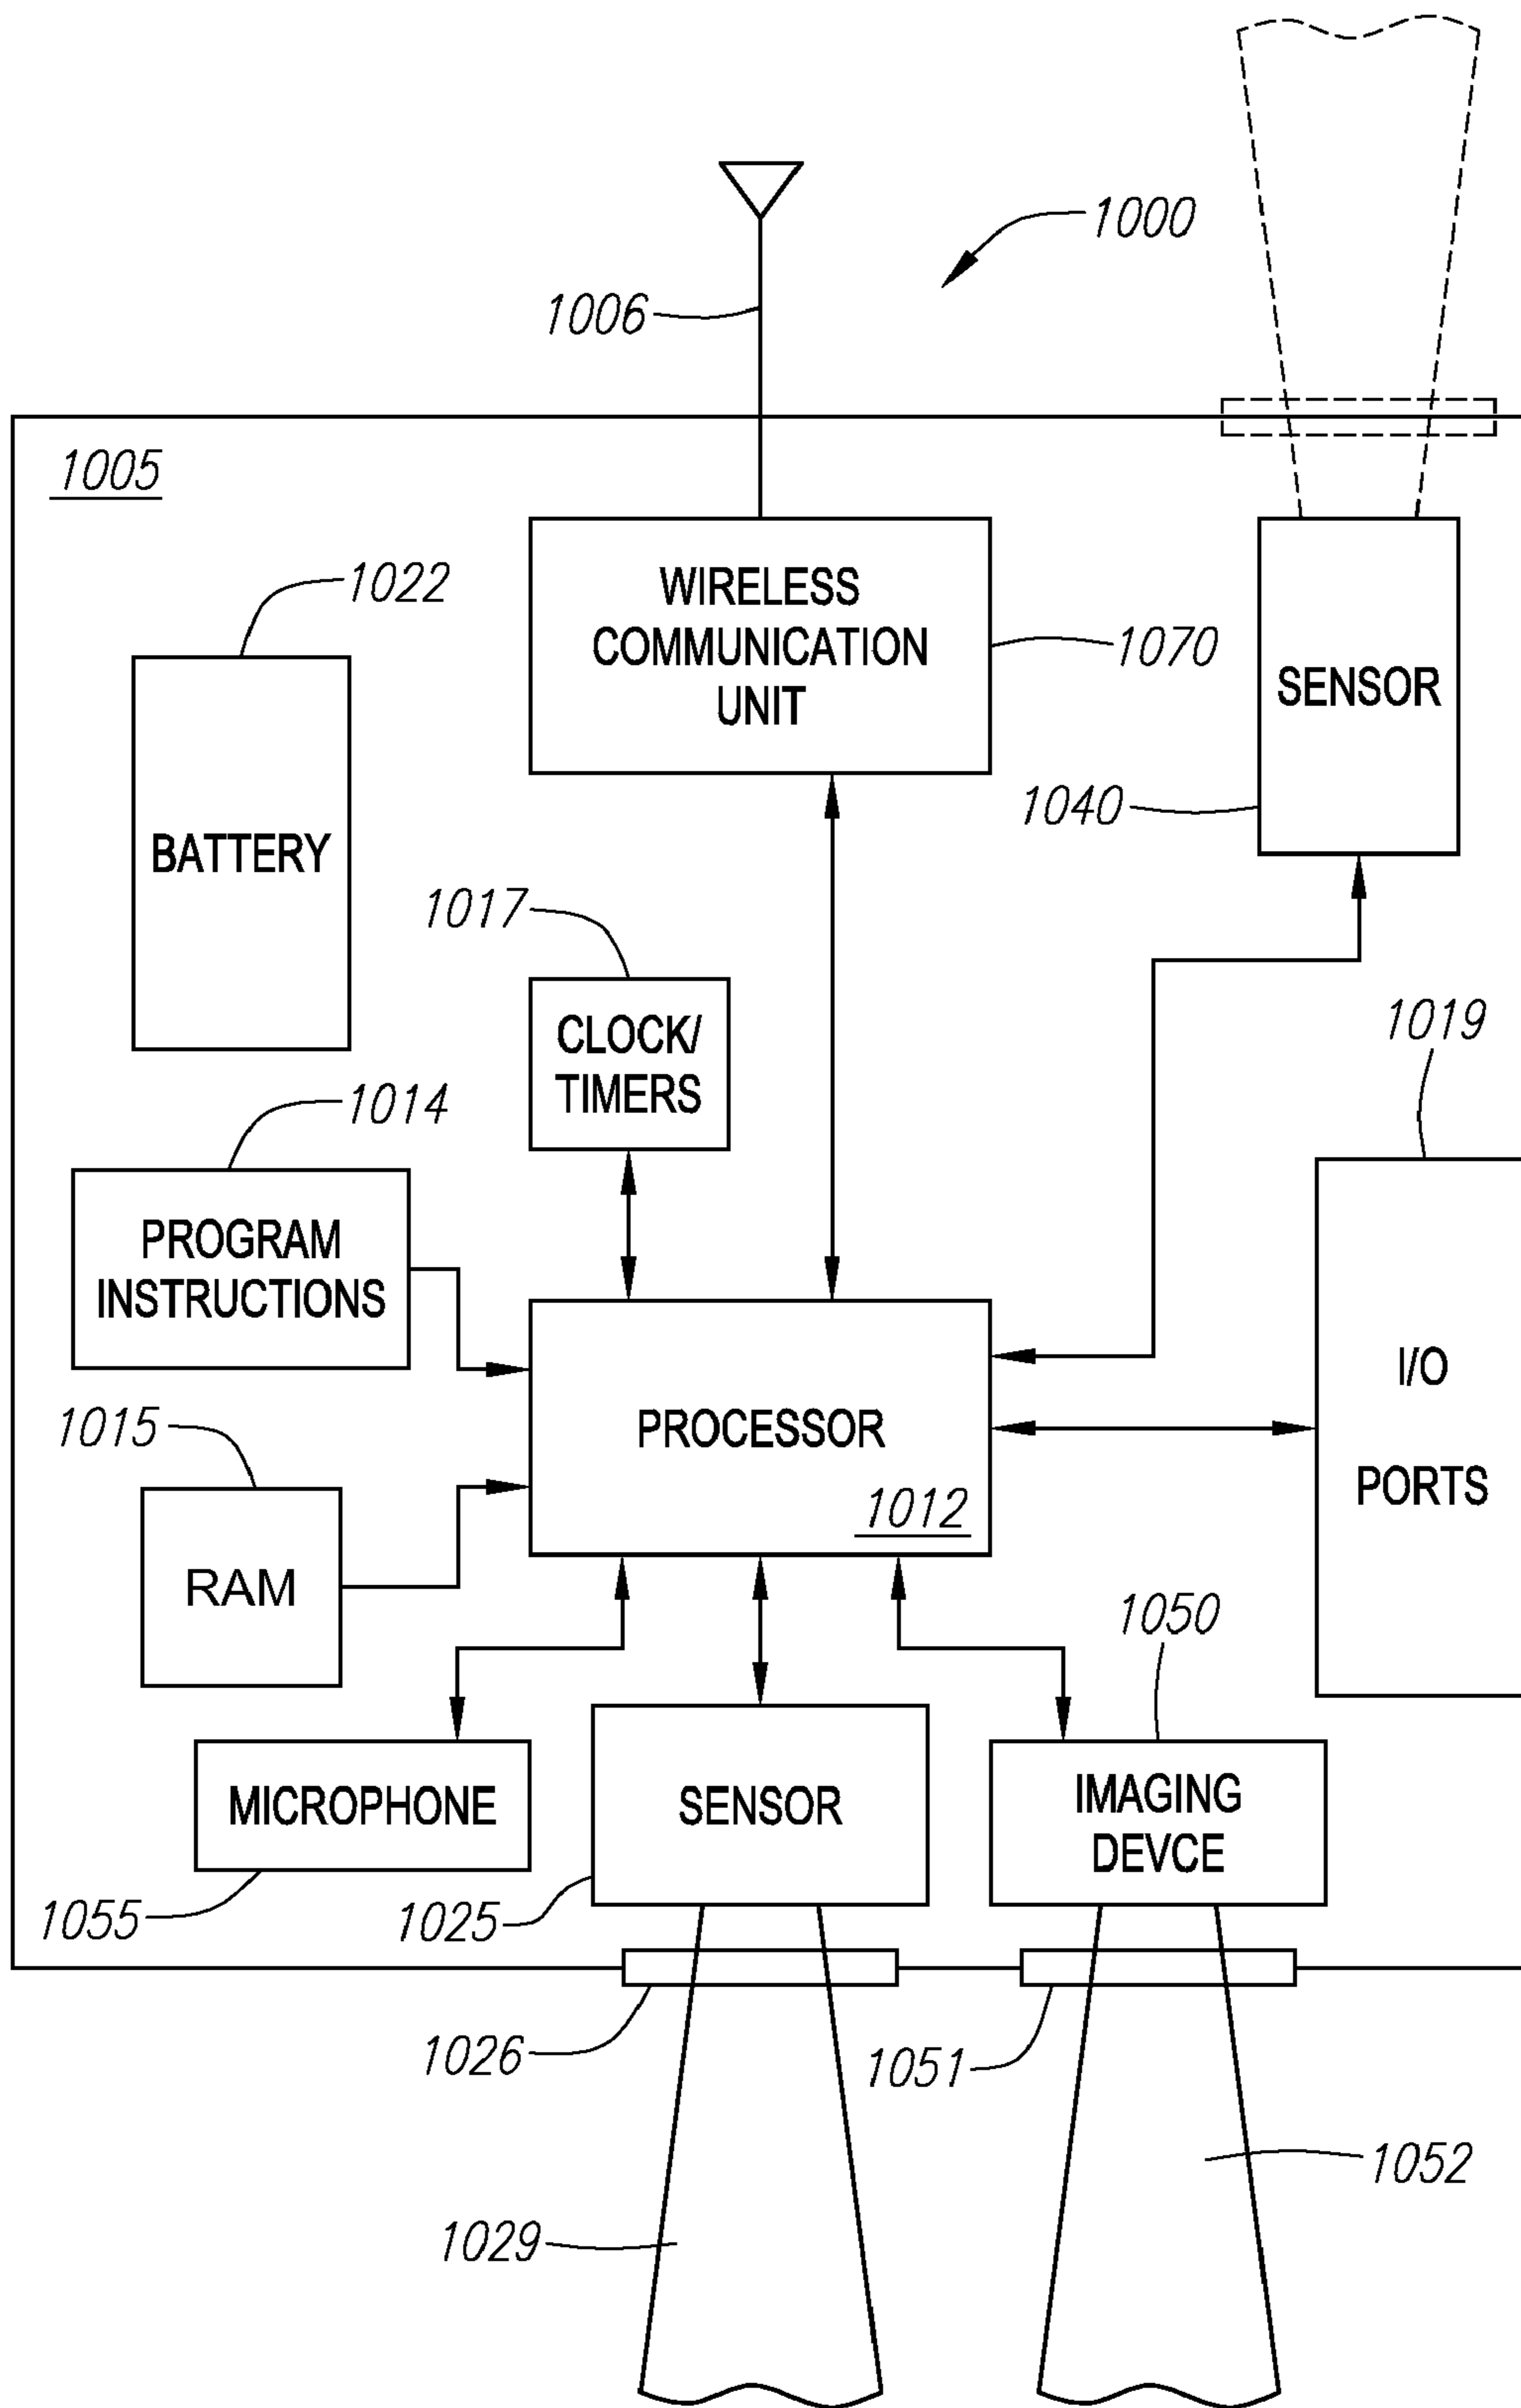 1000
1006
1005
1022
WIRELESS
COMMUNICATION
UNIT
1070
SENSOR
1040
BATTERY
1017
CLOCK/
TIMERS
1019
1014
PROGRAM
INSTRUCTIONS
I/O
PORTS
1015
PROCESSOR
1012
RAM
1050
MICROPHONE
SENSOR
IMAGING
DEVCE
1055
1025
1026
1051
1052
1029